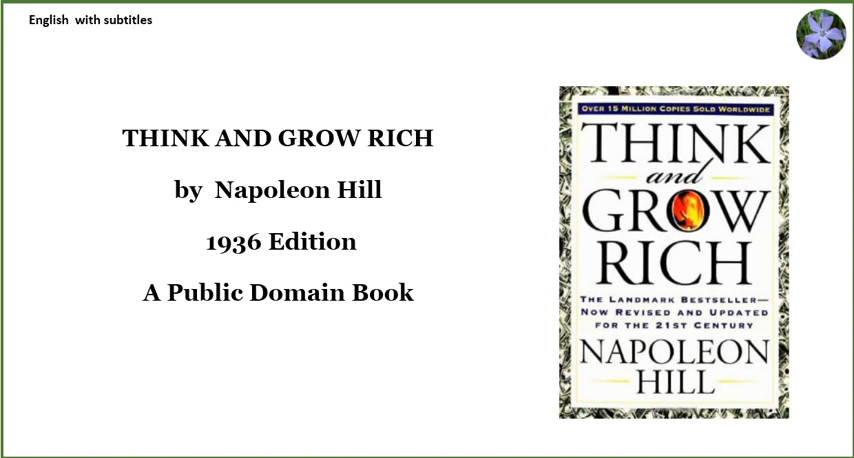 English  with subtitles
THINK AND GROW RICH
by  Napoleon Hill
1936 Edition
A Public Domain Book
OVER 15 MILLION COPIES SOLD WORLDWIDE
THINK
and
GROW
RICH
THE LANDMARK BESTSELLER—
NOW REVISED AND UPDATED
FOR THE 21ST CENTURY
NAPOLEON
HILL